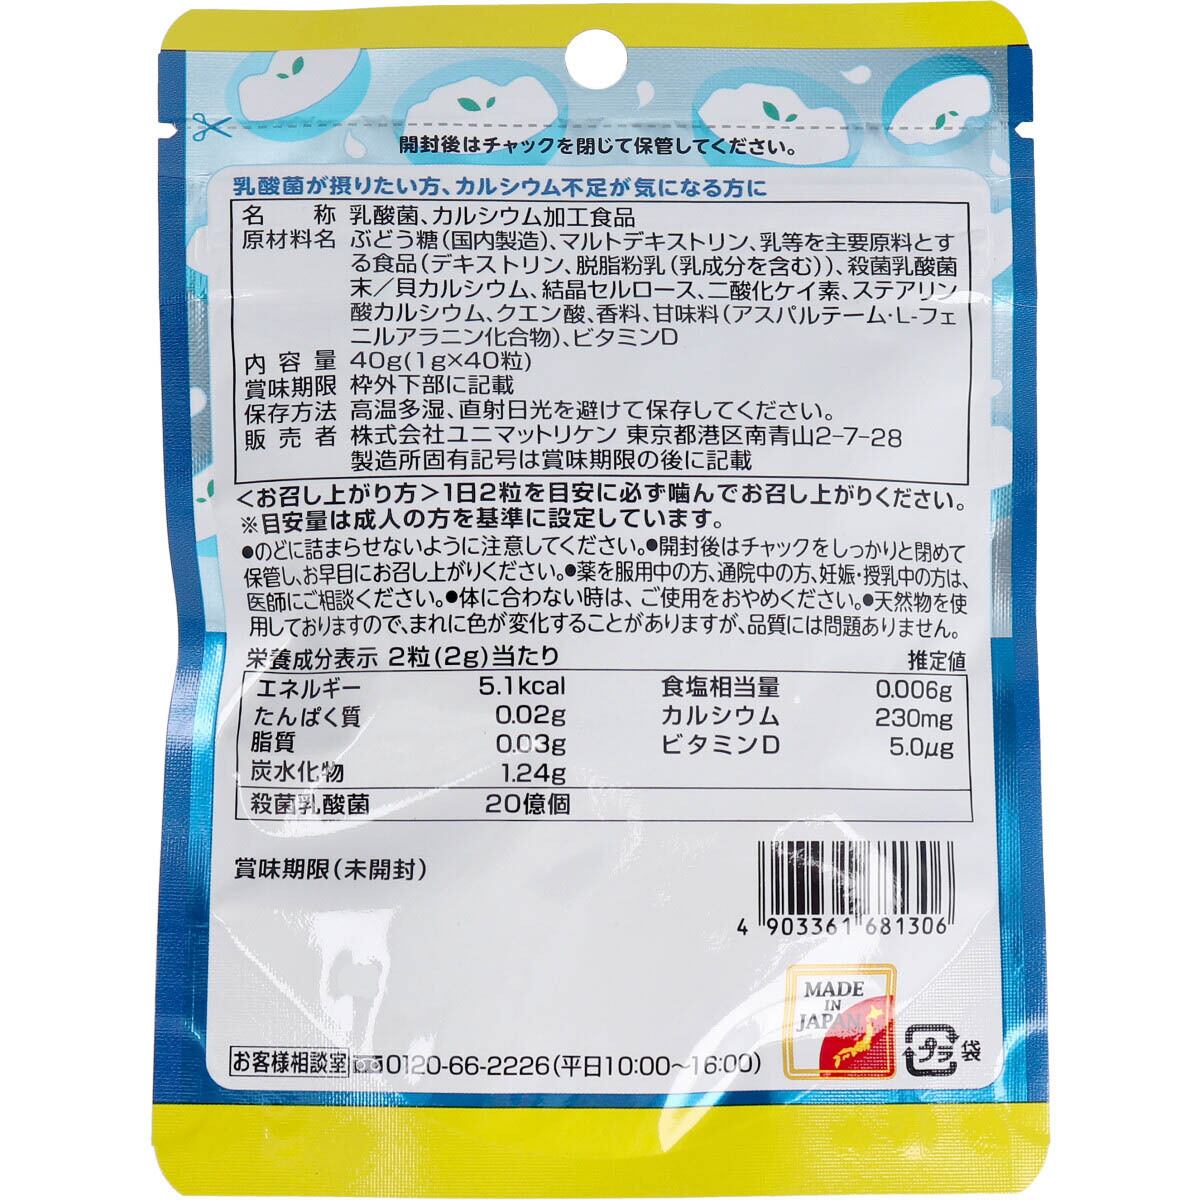 開封後はチャックを閉じて保管してください。
乳酸菌が摂りたい方、カルシウム不足が気になる方に
名称 乳酸菌、カルシウム加工食品
原材料名 ぶどう糖(国内製造)、マルトデキストリン、乳等を主要原料とす
る食品(デキストリン、脱脂粉乳(乳成分を含む))、殺菌乳酸菌
末/貝カルシウム、結晶セルロース、二酸化ケイ素、ステアリン
酸カルシウム、クエン酸、香料、甘味料(アスパルテーム・L-フェ
ニルアラニン化合物)、ビタミンD
内容量 40g(1g×40粒)
賞味期限 枠外下部に記載
保存方法 高温多湿、直射日光を避けて保存してください。
販売者 株式会社ユニマットリケン 東京都港区南青山2-7-28
製造所固有記号は賞味期限の後に記載
<お召し上がり方>1日2粒を目安に必ず噛んでお召し上がりください。
※目安量は成人の方を基準に設定しています。
●のどに詰まらせないように注意してください。●開封後はチャックをしっかりと閉めて
保管し、お早目にお召し上がりください。●薬を服用中の方、通院中の方、妊娠・授乳中の方は、
医師にご相談ください。●体に合わない時は、ご使用をおやめください。●天然物を使
用しておりますので、まれに色が変化することがありますが、品質には問題ありません。
栄養成分表示 2粒(2g)当たり 推定値
エネルギー 5.1kcal 食塩相当量 0.006g
たんぱく質 0.02g カルシウム 230mg
脂質 0.03g ビタミンD 5.0μg
炭水化物 1.24g
殺菌乳酸菌 20億個
賞味期限(未開封)
4 903361 681306
MADE
IN
JAPAN
プラ 袋
お客様相談室 0120-66-2226(平日10:00~16:00)